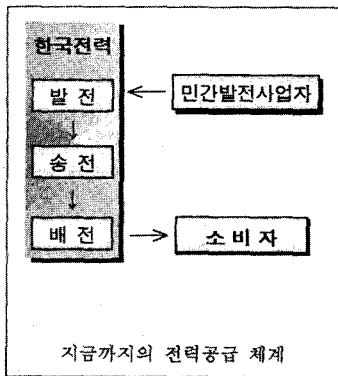 한국전력
발 전
민간발전사업자
송 전
배 전
소 비 자
지금까지의 전력공급 체계